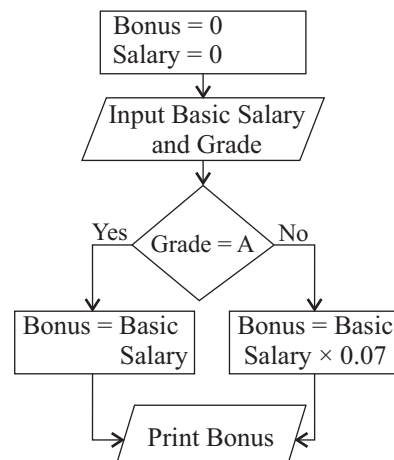 Bonus = 0
Salary = 0
Input Basic Salary
and Grade
Grade = A
Yes
No
Bonus = Basic
Salary
Bonus = Basic
Salary × 0.07
Print Bonus